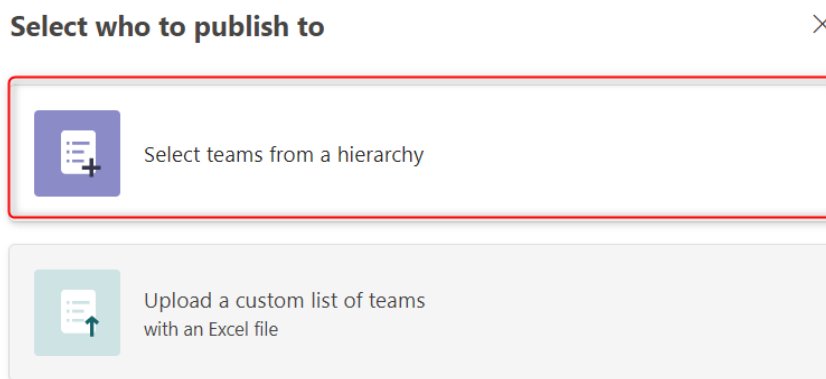 Select who to publish to
Select teams from a hierarchy
Upload a custom list of teams
with an Excel file